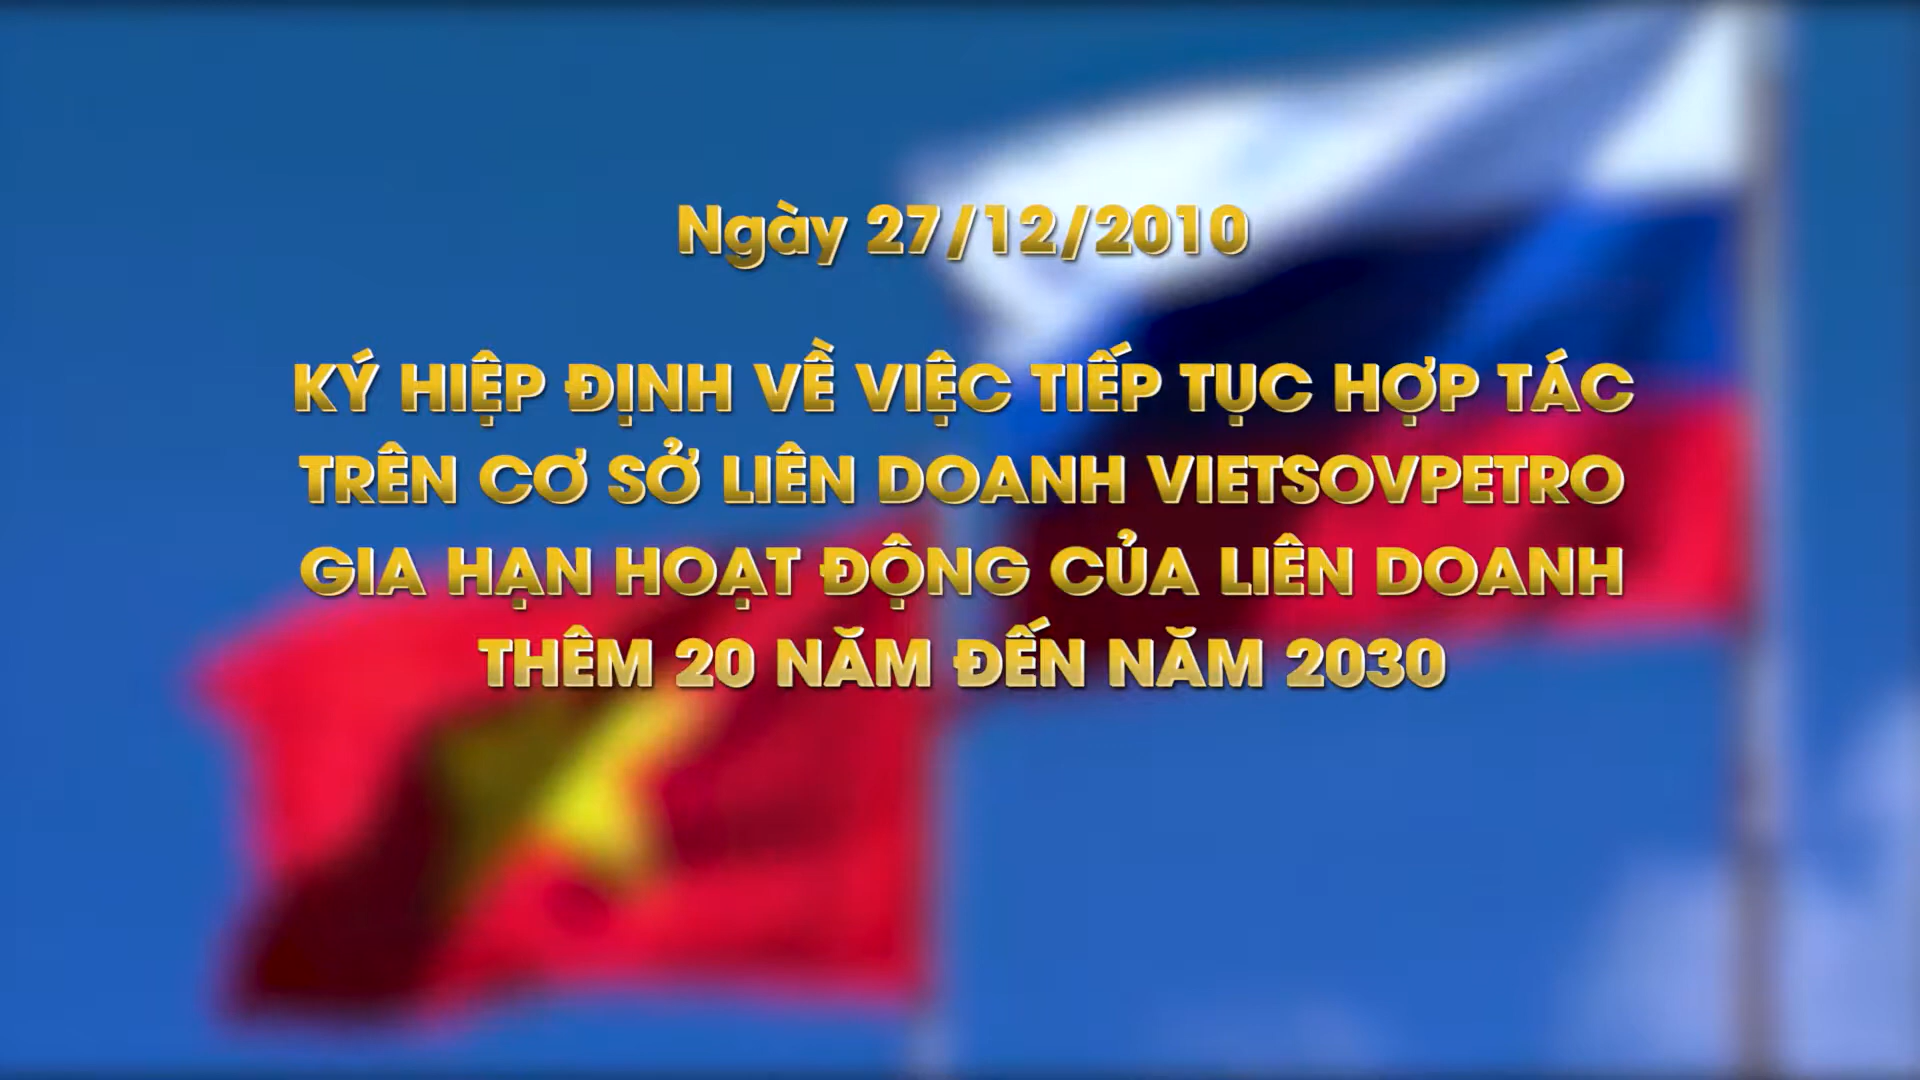 Ngày 27/12/2010
KÝ HIỆP ĐỊNH VỀ VIỆC TIẾP TỤC HỢP TÁC
TRÊN CƠ SỞ LIÊN DOANH VIETSOVPETRO
GIA HẠN HOẠT ĐỘNG CỦA LIÊN DOANH
THÊM 20 NĂM ĐẾN NĂM 2030